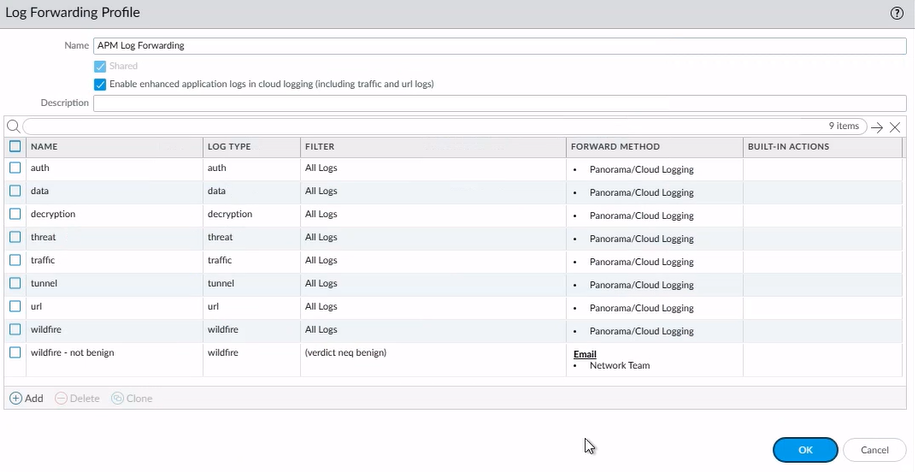 Log Forwarding Profile
Name APM Log Forwarding
Shared
Enable enhanced application logs in cloud logging (including traffic and url logs)
Description
9 items
NAME LOG TYPE FILTER FORWARD METHOD BUILT-IN ACTIONS
auth auth All Logs • Panorama/Cloud Logging
data data All Logs • Panorama/Cloud Logging
decryption decryption All Logs • Panorama/Cloud Logging
threat threat All Logs • Panorama/Cloud Logging
traffic traffic All Logs • Panorama/Cloud Logging
tunnel tunnel All Logs • Panorama/Cloud Logging
url url All Logs • Panorama/Cloud Logging
wildfire wildfire All Logs • Panorama/Cloud Logging
wildfire - not benign wildfire (verdict neq benign) Email
• Network Team
Add Delete Clone
OK Cancel